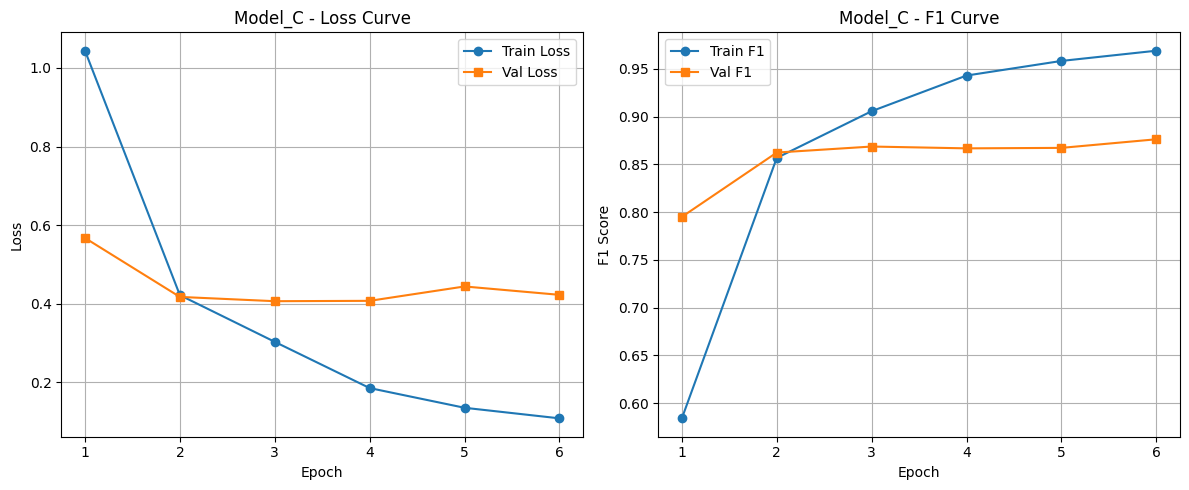 Model_C - Loss Curve
Train Loss
Val Loss
1.0
0.8
0.6
0.4
0.2
Loss
1 2 3 4 5 6
Epoch
Model_C - F1 Curve
Train F1
Val F1
0.95
0.90
0.85
0.80
0.75
0.70
0.65
0.60
F1 Score
1 2 3 4 5 6
Epoch